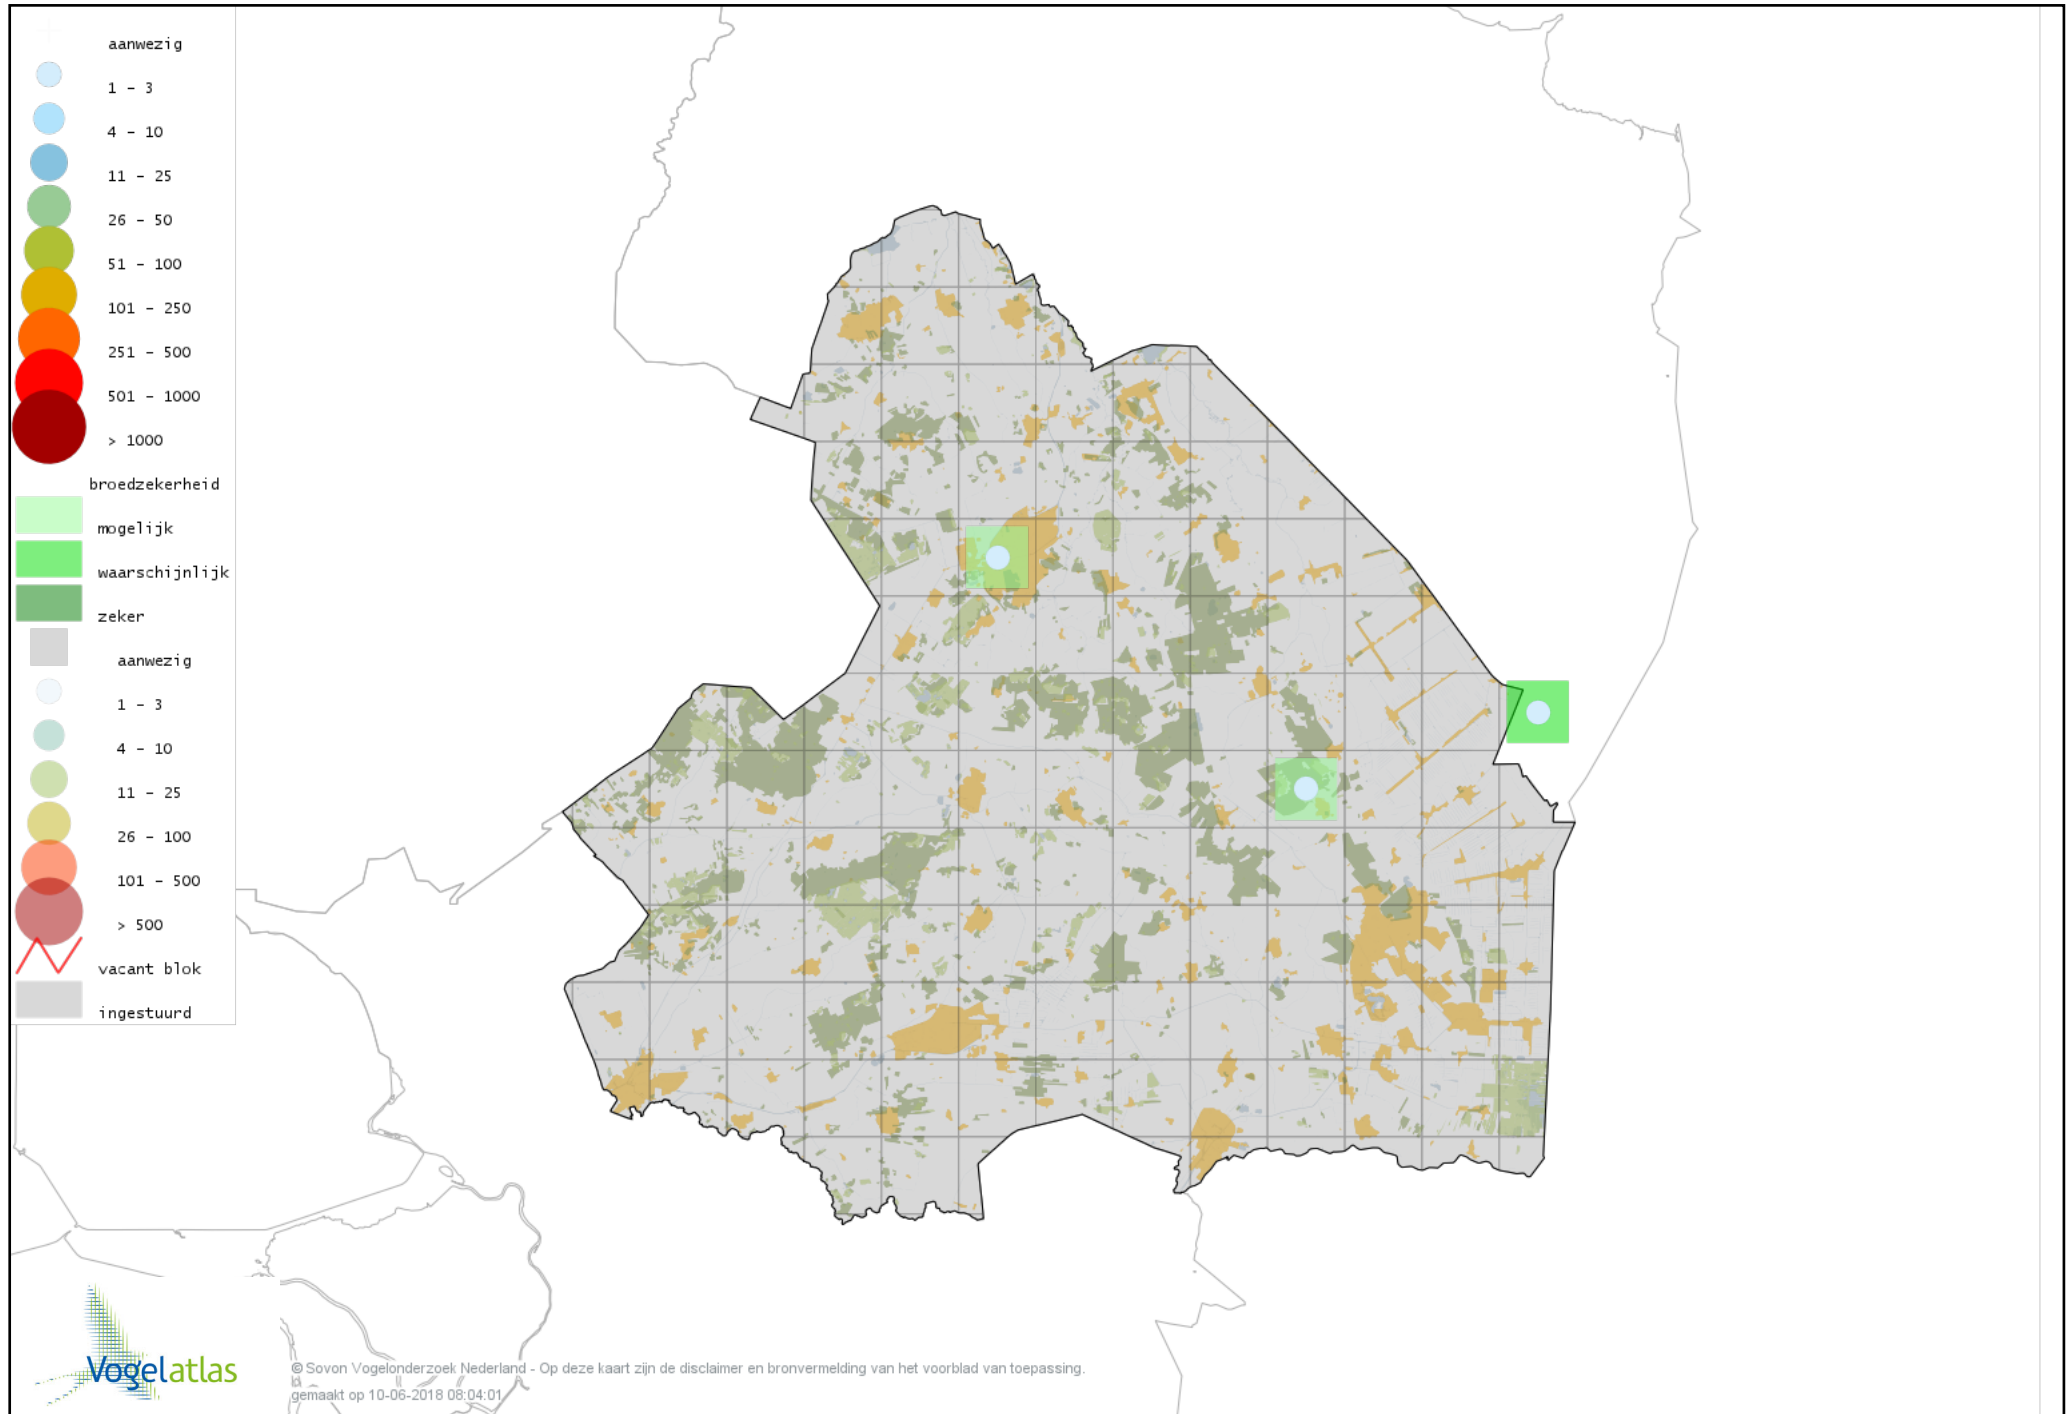 aanwezig
1 - 3
4 - 10
11 - 25
26 - 50
51 - 100
101 - 250
251 - 500
501 - 1000
> 1000
broedzekerheid
mogelijk
waarschijnlijk
zeker
aanwezig
1 - 3
4 - 10
11 - 25
26 - 100
101 - 500
> 500
vacant blok
ingestuurd
Vogelatlas
© Sovon Vogelonderzoek Nederland - Op deze kaart zijn de disclaimer en bronvermelding van het voorblad van toepassing.
gemaakt op 10-06-2018 08:04:01